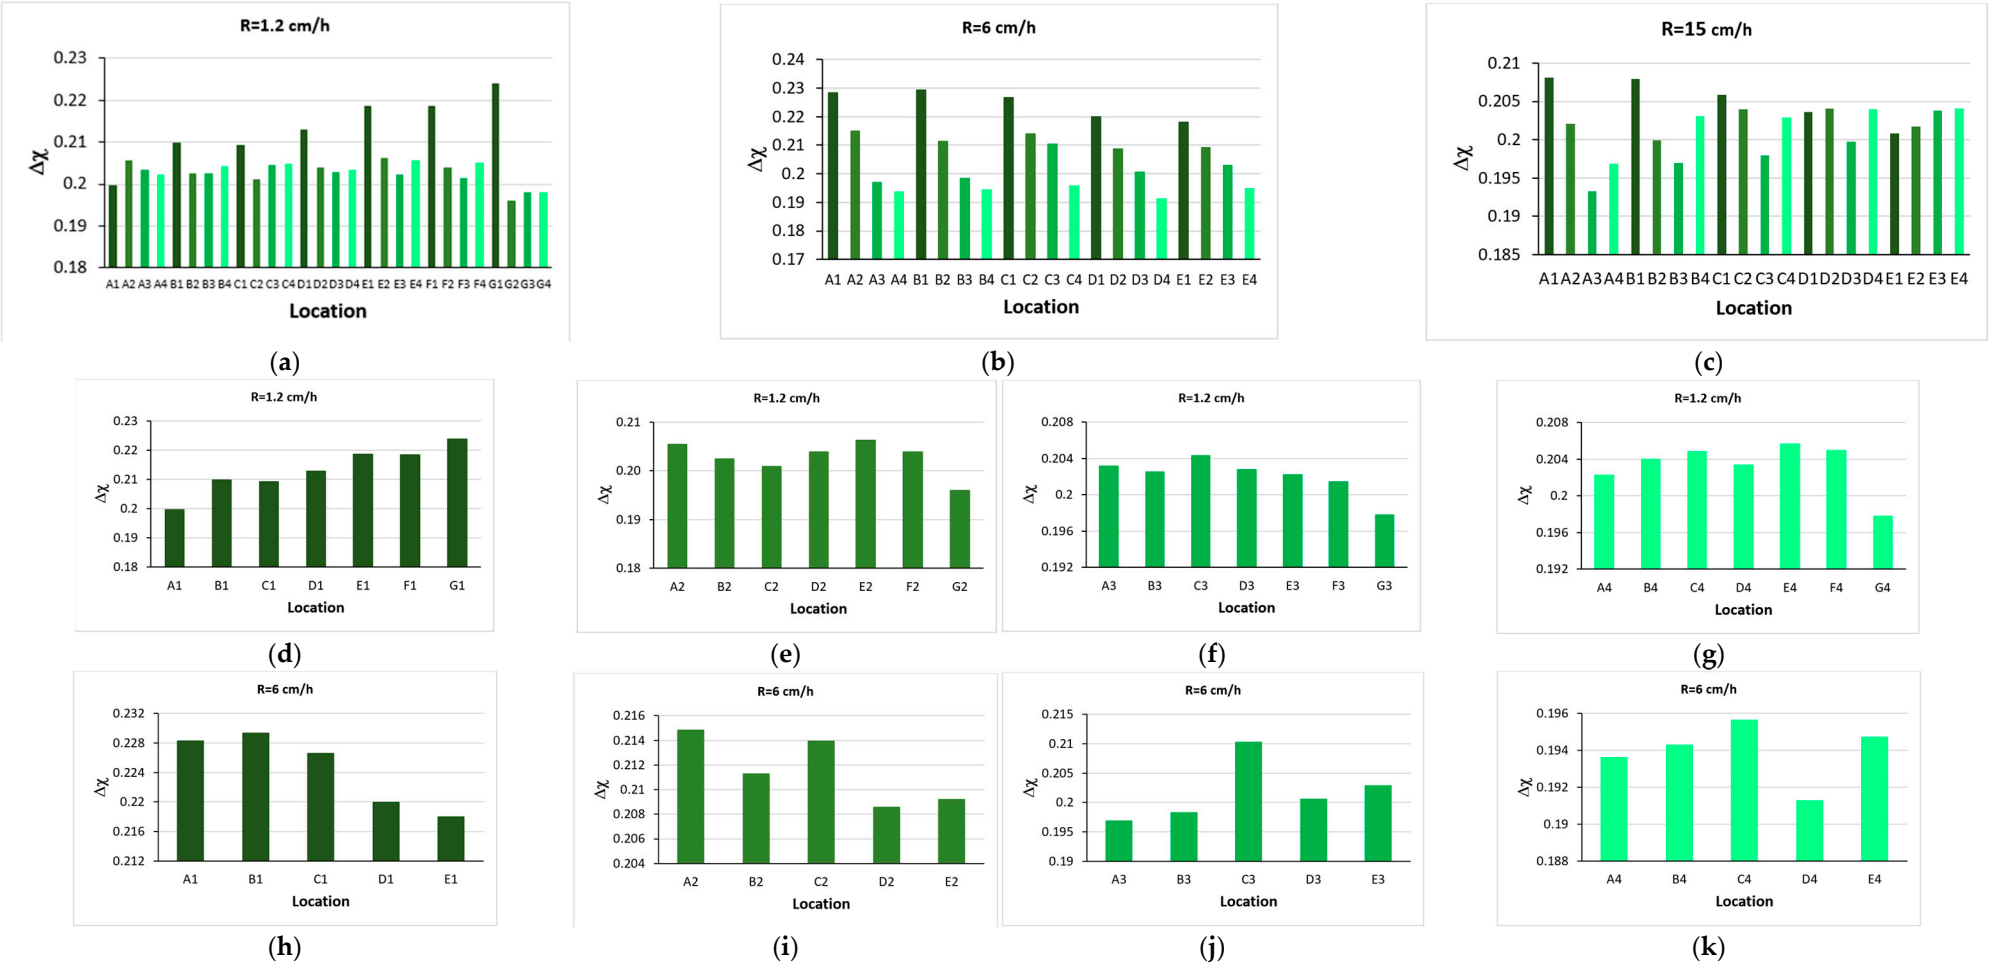 R=1.2 cm/h
Δχ
0.23
0.22
0.21
0.2
0.19
0.18
A1 A2 A3 A4 B1 B2 B3 B4 C1 C2 C3 C4 D1 D2 D3 D4 E1 E2 E3 E4 F1 F2 F3 F4 G1 G2 G3 G4
Location
(a)
R=6 cm/h
Δχ
0.24
0.23
0.22
0.21
0.2
0.19
0.18
0.17
A1 A2 A3 A4 B1 B2 B3 B4 C1 C2 C3 C4 D1 D2 D3 D4 E1 E2 E3 E4
Location
(b)
R=15 cm/h
Δχ
0.21
0.205
0.2
0.195
0.19
0.185
A1 A2 A3 A4 B1 B2 B3 B4 C1 C2 C3 C4 D1 D2 D3 D4 E1 E2 E3 E4
Location
(c)
R=1.2 cm/h
Δχ
0.23
0.22
0.21
0.2
0.19
0.18
A1 B1 C1 D1 E1 F1 G1
Location
(d)
R=1.2 cm/h
Δχ
0.21
0.20
0.19
0.18
A2 B2 C2 D2 E2 F2 G2
Location
(e)
R=1.2 cm/h
Δχ
0.208
0.204
0.2
0.196
0.192
A3 B3 C3 D3 E3 F3 G3
Location
(f)
R=1.2 cm/h
Δχ
0.208
0.204
0.2
0.196
0.192
A4 B4 C4 D4 E4 F4 G4
Location
(g)
R=6 cm/h
Δχ
0.232
0.228
0.224
0.22
0.216
0.212
A1 B1 C1 D1 E1
Location
(h)
R=6 cm/h
Δχ
0.216
0.214
0.212
0.21
0.208
0.206
0.204
A2 B2 C2 D2 E2
Location
(i)
R=6 cm/h
Δχ
0.215
0.21
0.205
0.2
0.195
0.19
A3 B3 C3 D3 E3
Location
(j)
R=6 cm/h
Δχ
0.196
0.194
0.192
0.19
0.188
A4 B4 C4 D4 E4
Location
(k)